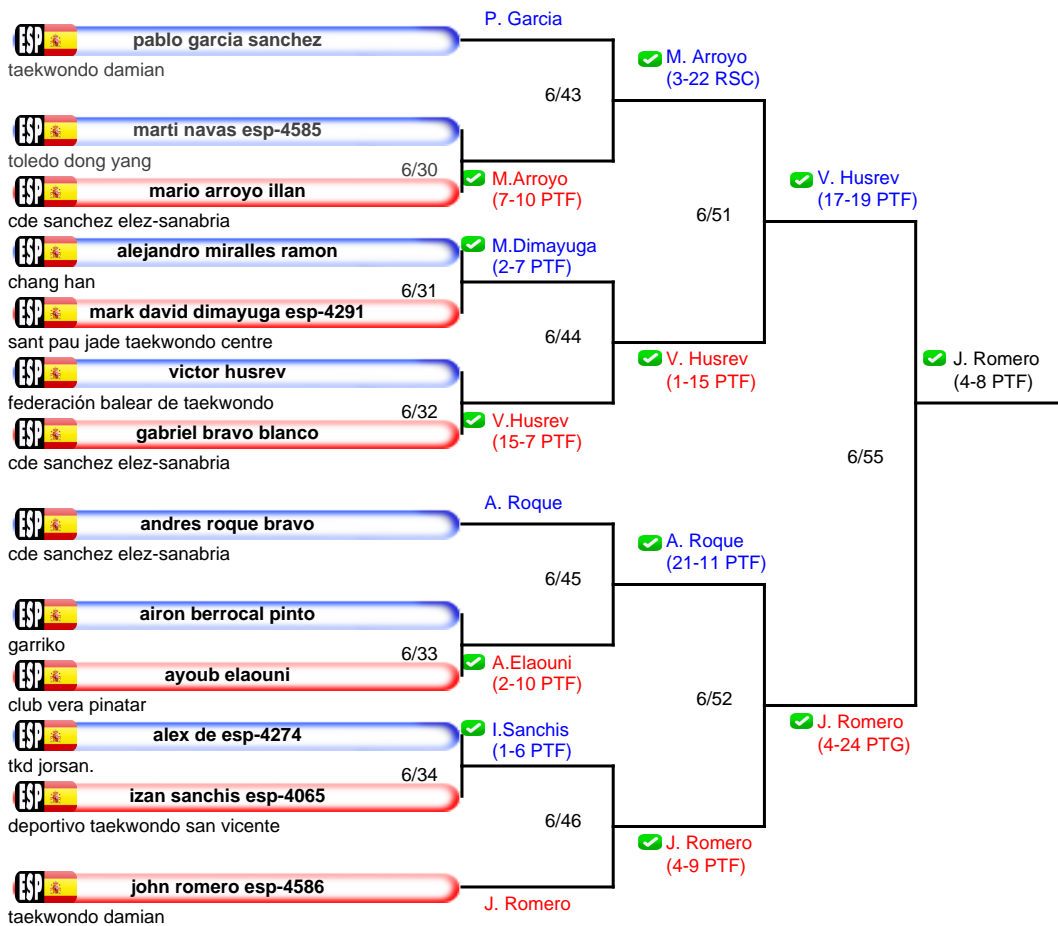 P. Garcia
ESP pablo garcia sanchez
taekwondo damian
M. Arroyo
(3-22 RSC)
6/43
ESP marti navas esp-4585
toledo dong yang
6/30
ESP mario arroyo illan
M.Arroyo
(7-10 PTF)
cde sanchez elez-sanabria
V. Husrev
(17-19 PTF)
6/51
ESP alejandro miralles ramon
M.Dimayuga
(2-7 PTF)
chang han
6/31
ESP mark david dimayuga esp-4291
sant pau jade taekwondo centre
6/44
V. Husrev
(1-15 PTF)
ESP victor husrev
federación balear de taekwondo
6/32
ESP gabriel bravo blanco
V.Husrev
(15-7 PTF)
cde sanchez elez-sanabria
J. Romero
(4-8 PTF)
6/55
A. Roque
ESP andres roque bravo
cde sanchez elez-sanabria
A. Roque
(21-11 PTF)
6/45
ESP airon berrocal pinto
garriko
6/33
ESP ayoub elaouni
A.Elaouni
(2-10 PTF)
club vera pinatar
6/52
J. Romero
(4-24 PTG)
ESP alex de esp-4274
I.Sanchis
(1-6 PTF)
tkd jorsan.
6/34
ESP izan sanchis esp-4065
deportivo taekwondo san vicente
6/46
J. Romero
(4-9 PTF)
ESP john romero esp-4586
J. Romero
taekwondo damian